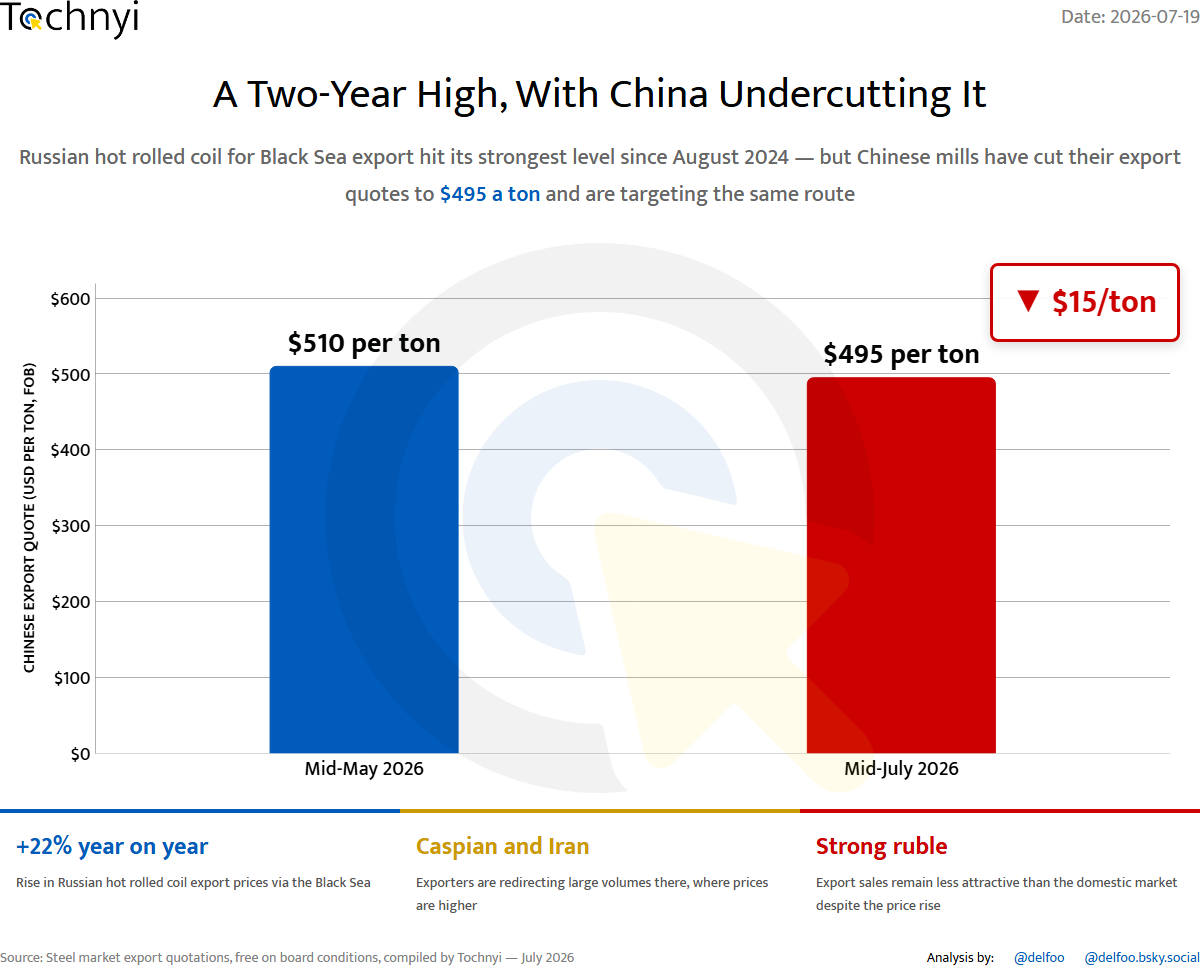 Tochnyi
Date: 2026-07-19
A Two-Year High, With China Undercutting It
Russian hot rolled coil for Black Sea export hit its strongest level since August 2024 — but Chinese mills have cut their export
quotes to $495 a ton and are targeting the same route
▼ $15/ton
$600
$500
$400
$300
$200
$100
$0
CHINESE EXPORT QUOTE (USD PER TON, FOB)
$510 per ton
$495 per ton
Mid-May 2026
Mid-July 2026
+22% year on year
Rise in Russian hot rolled coil export prices via the Black Sea
Caspian and Iran
Exporters are redirecting large volumes there, where prices
are higher
Strong ruble
Export sales remain less attractive than the domestic market
despite the price rise
Source: Steel market export quotations, free on board conditions, compiled by Tochnyi — July 2026
Analysis by: @delfoo @delfoo.bsky.social